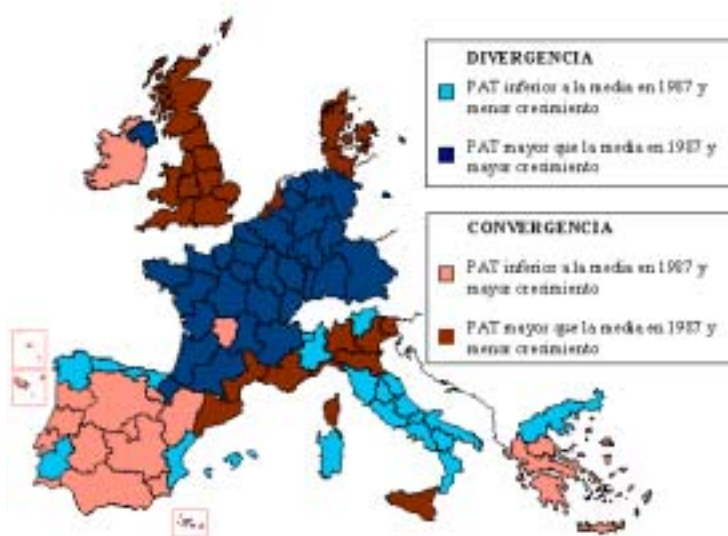 DIVERGENCIA
PAT inferior a la media en 1987 y
menor crecimiento
PAT mayor que la media en 1987 y
mayor crecimiento
CONVERGENCIA
PAT inferior a la media en 1987 y
mayor crecimiento
PAT mayor que la media en 1987 y
menor crecimiento